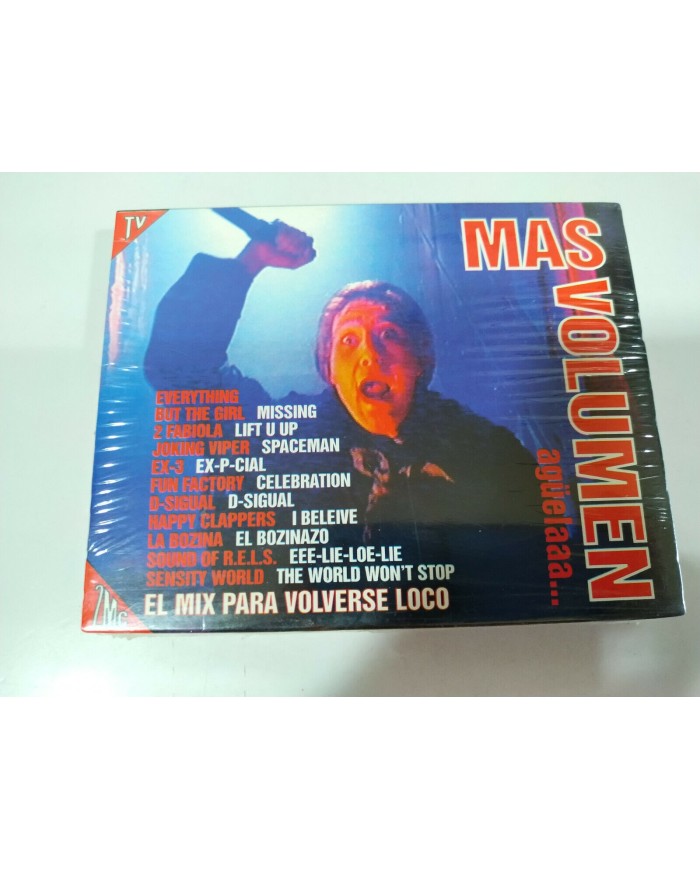 TV
MAS
VOLUMEN
agüelaaa...
EVERYTHING
BUT THE GIRL MISSING
2 FABIOLA LIFT U UP
JOKING VIPER SPACEMAN
EX-3 EX-P-CIAL
FUN FACTORY CELEBRATION
D-SIGUAL D-SIGUAL
HAPPY CLAPPERS I BELEIVE
LA BOZINA EL BOZINAZO
SOUND OF R.E.L.S. EEE-LIE-LOE-LIE
SENSITY WORLD THE WORLD WON'T STOP
EL MIX PARA VOLVERSE LOCO
2Mc